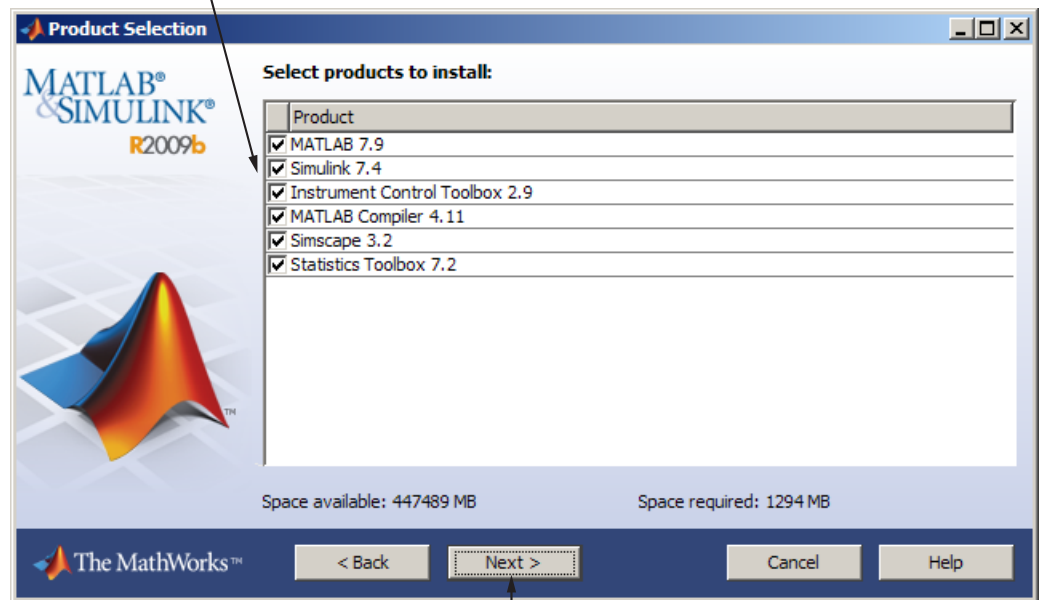 Product Selection
MATLAB®
&SIMULINK®
R2009b
Select products to install:
Product
MATLAB 7.9
Simulink 7.4
Instrument Control Toolbox 2.9
MATLAB Compiler 4.11
Simscape 3.2
Statistics Toolbox 7.2
TM
Space available: 447489 MB Space required: 1294 MB
The MathWorks™ < Back Next > Cancel Help